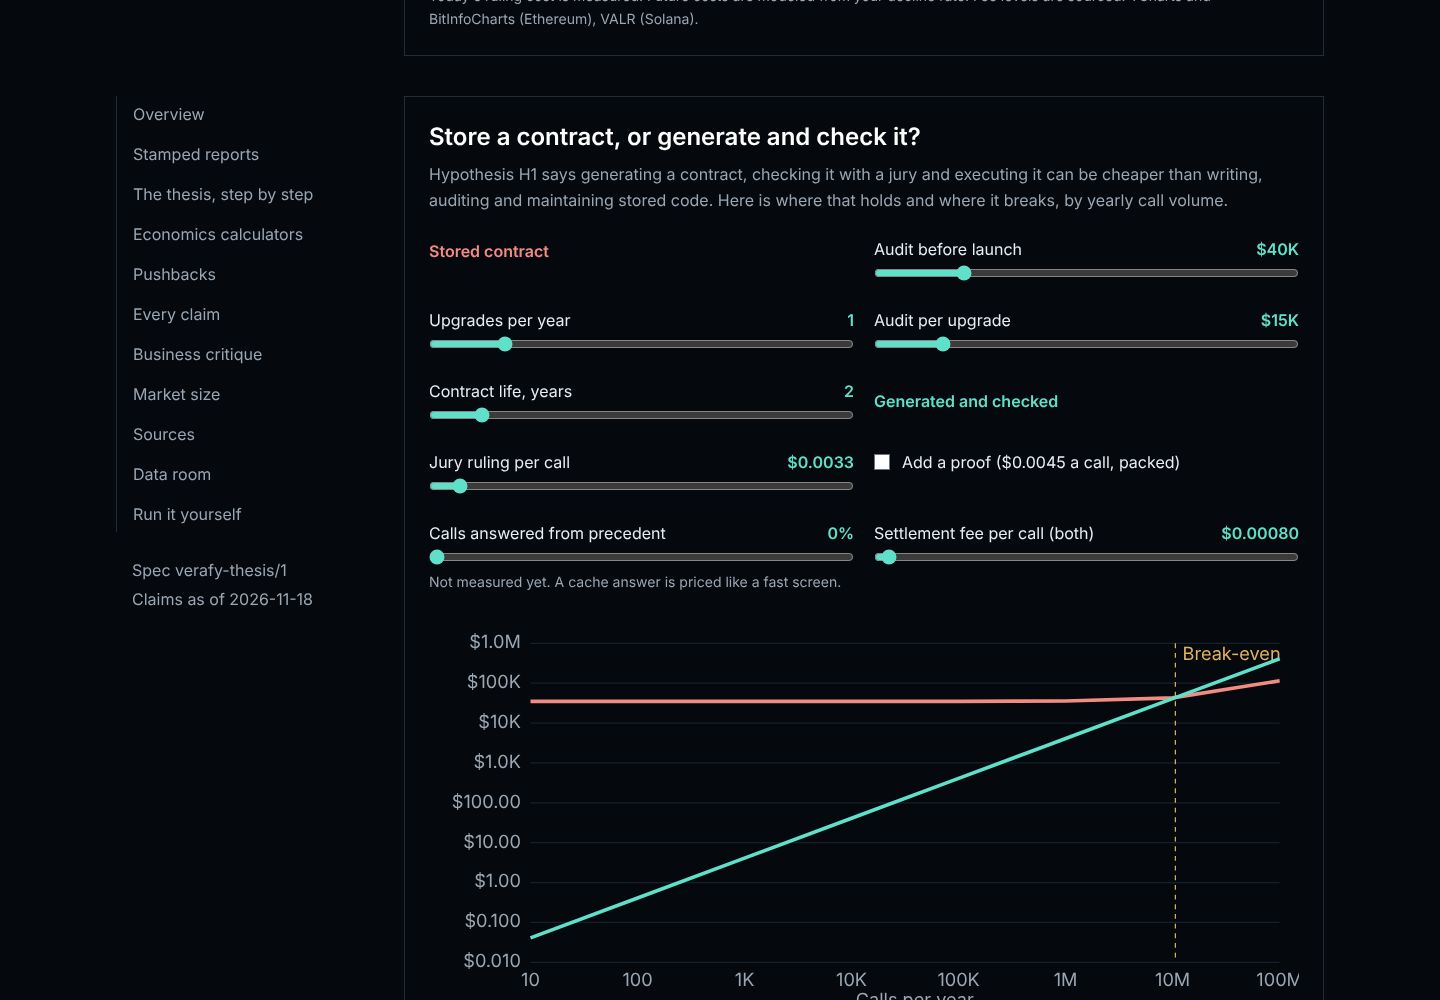 BitInfoCharts (Ethereum), VALR (Solana).
Overview
Stamped reports
The thesis, step by step
Economics calculators
Pushbacks
Every claim
Business critique
Market size
Sources
Data room
Run it yourself
Spec verafy-thesis/1
Claims as of 2026-11-18
Store a contract, or generate and check it?
Hypothesis H1 says generating a contract, checking it with a jury and executing it can be cheaper than writing,
auditing and maintaining stored code. Here is where that holds and where it breaks, by yearly call volume.
Stored contract
Audit before launch $40K
Upgrades per year 1
Audit per upgrade $15K
Contract life, years 2
Generated and checked
Jury ruling per call $0.0033
Add a proof ($0.0045 a call, packed)
Calls answered from precedent 0%
Settlement fee per call (both) $0.00080
Not measured yet. A cache answer is priced like a fast screen.
$1.0M
Break-even
$100K
$10K
$1.0K
$100.00
$10.00
$1.00
$0.100
$0.010
10 100 1K 10K 100K 1M 10M 100M
Calls per year